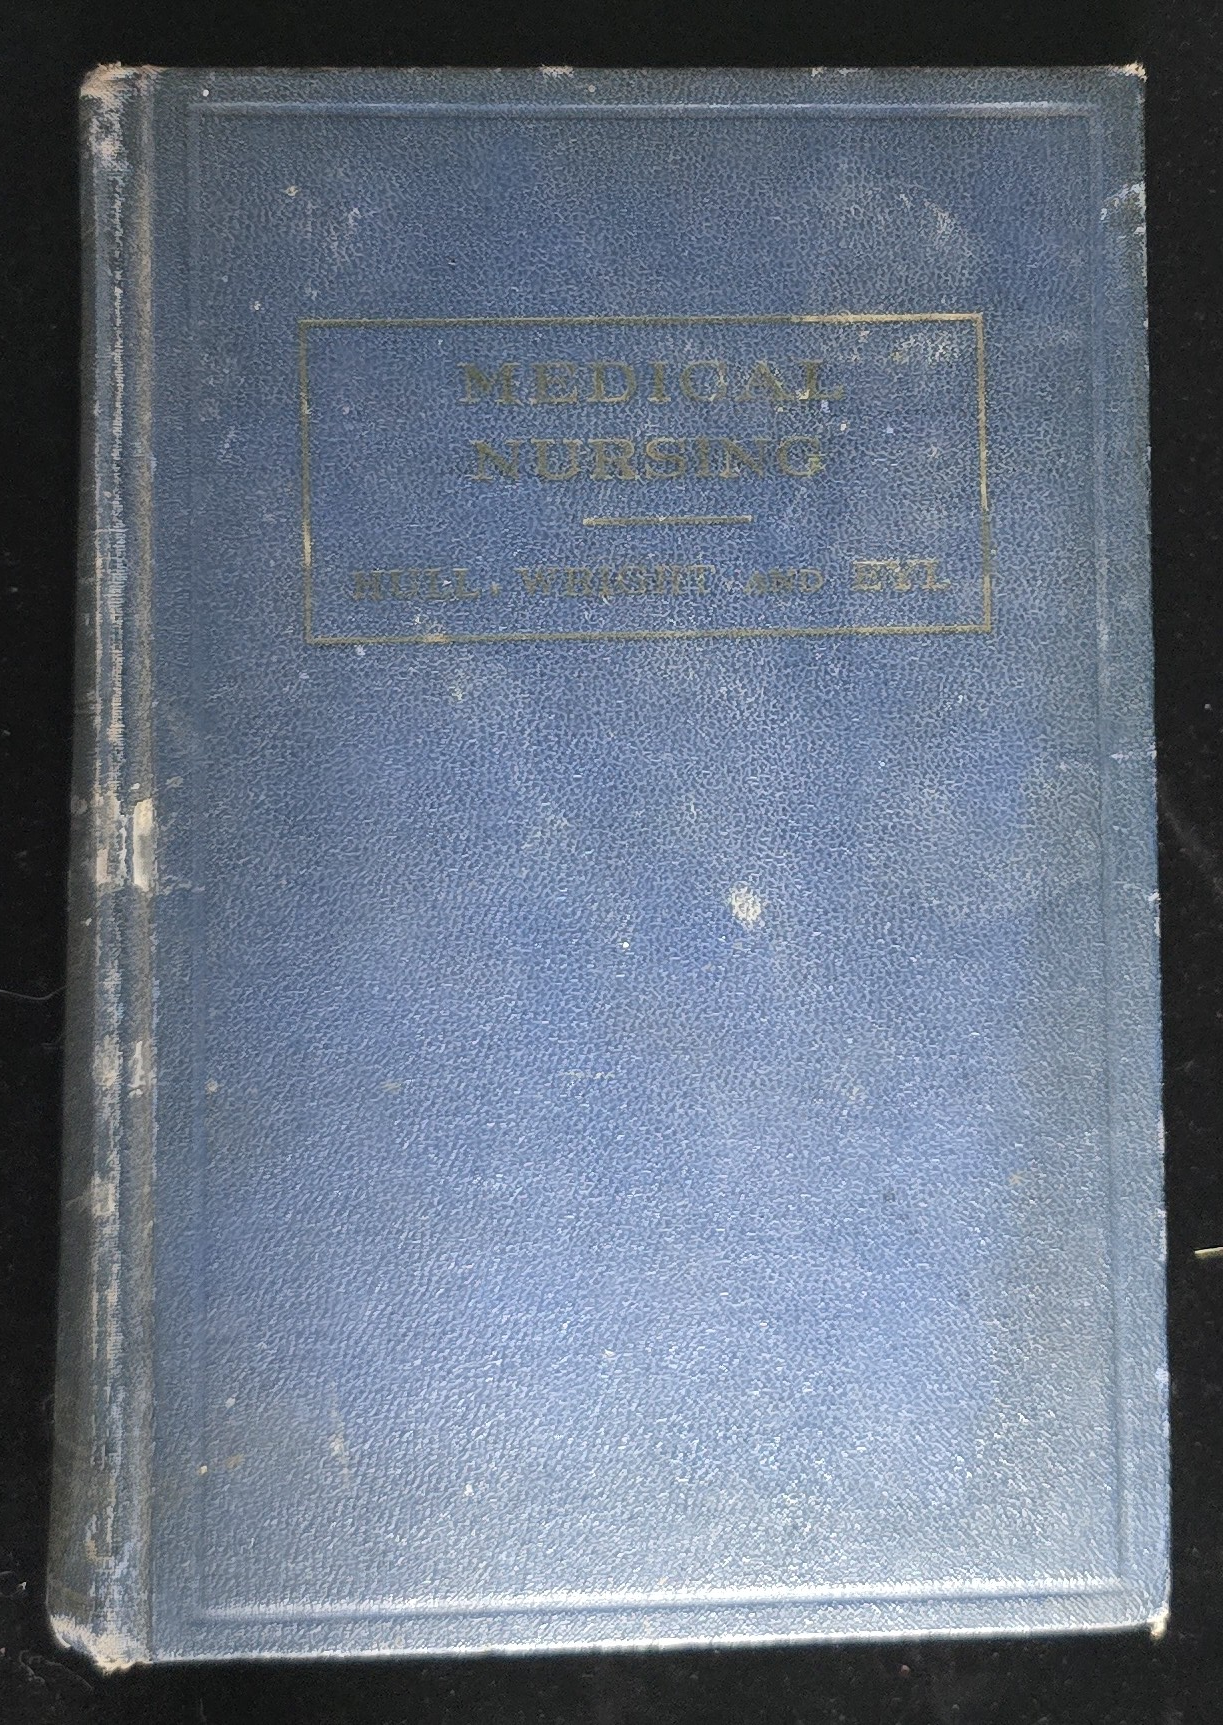 MEDICAL
NURSING
HULL, WRIGHT AND EYL